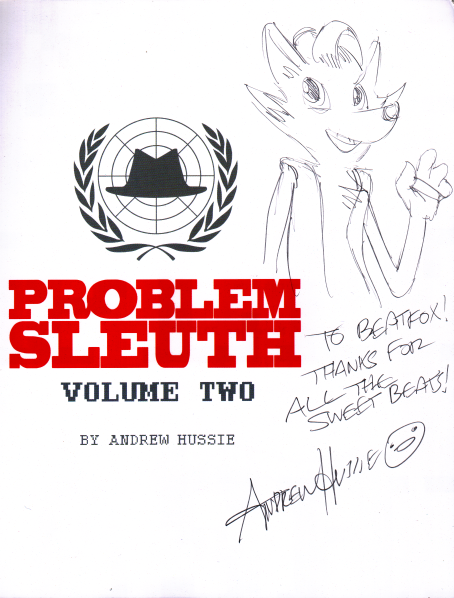 PROBLEM
SLEUTH
VOLUME TWO
BY ANDREW HUSSIE
TO BEATFOX!
THANKS FOR
ALL THE
SWEET BEATS!
ANDREW HUSSIE